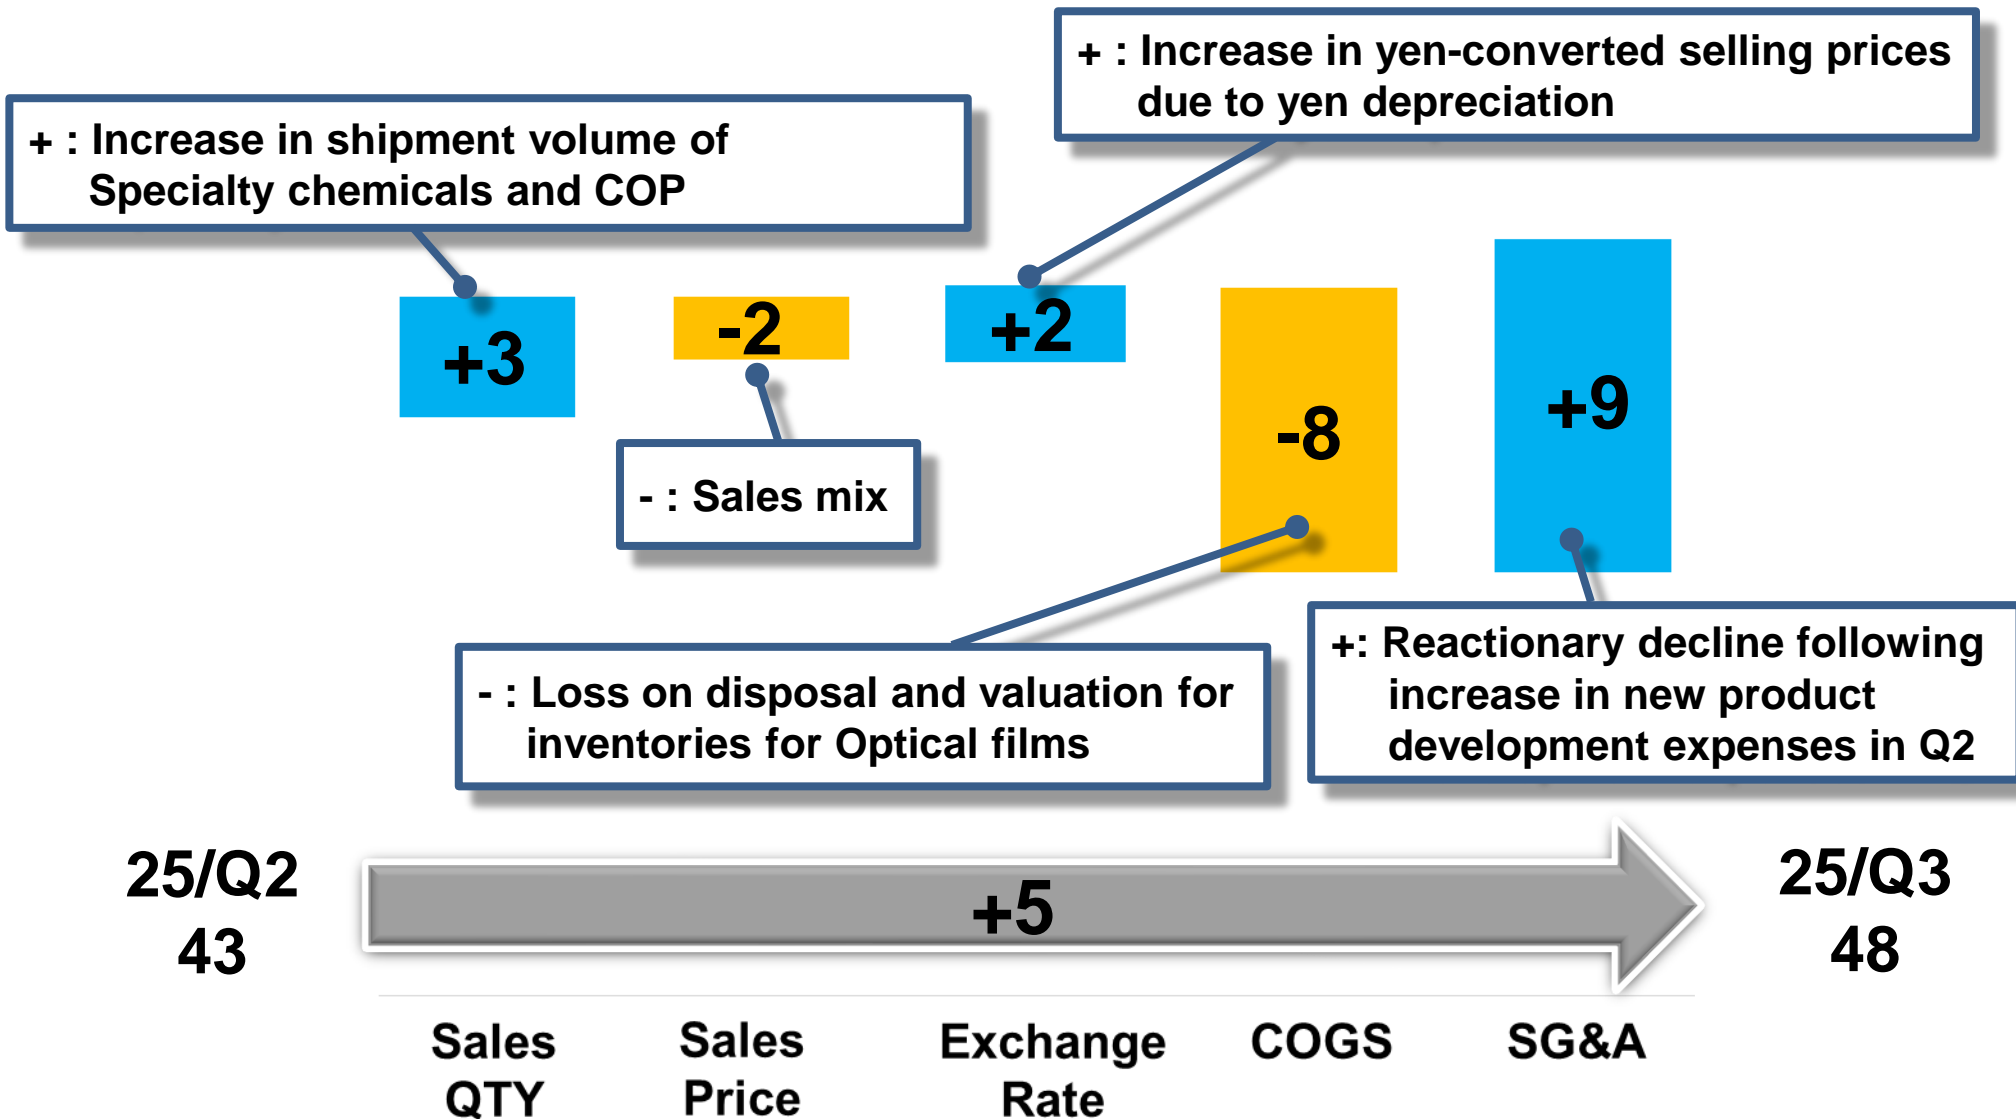 + : Increase in yen-converted selling prices
due to yen depreciation
+ : Increase in shipment volume of
Specialty chemicals and COP
+3
-2
+2
-8
+9
- : Sales mix
- : Loss on disposal and valuation for
inventories for Optical films
+: Reactionary decline following
increase in new product
development expenses in Q2
25/Q2
43
+5
25/Q3
48
Sales
QTY
Sales
Price
Exchange
Rate
COGS
SG&A